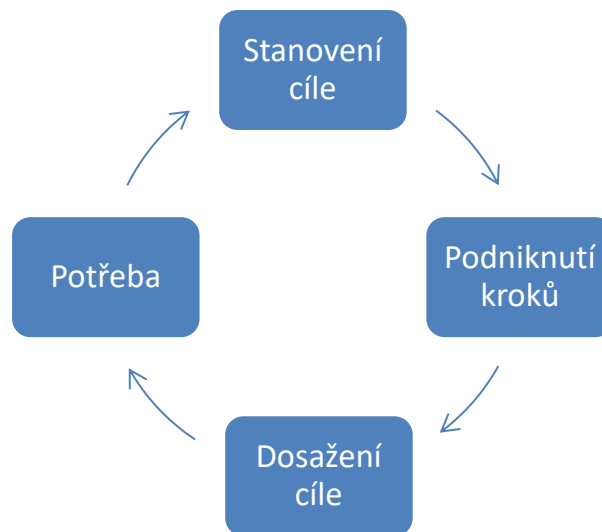 Stanovení
cíle
Potřeba
Podniknutí
kroků
Dosažení
cíle